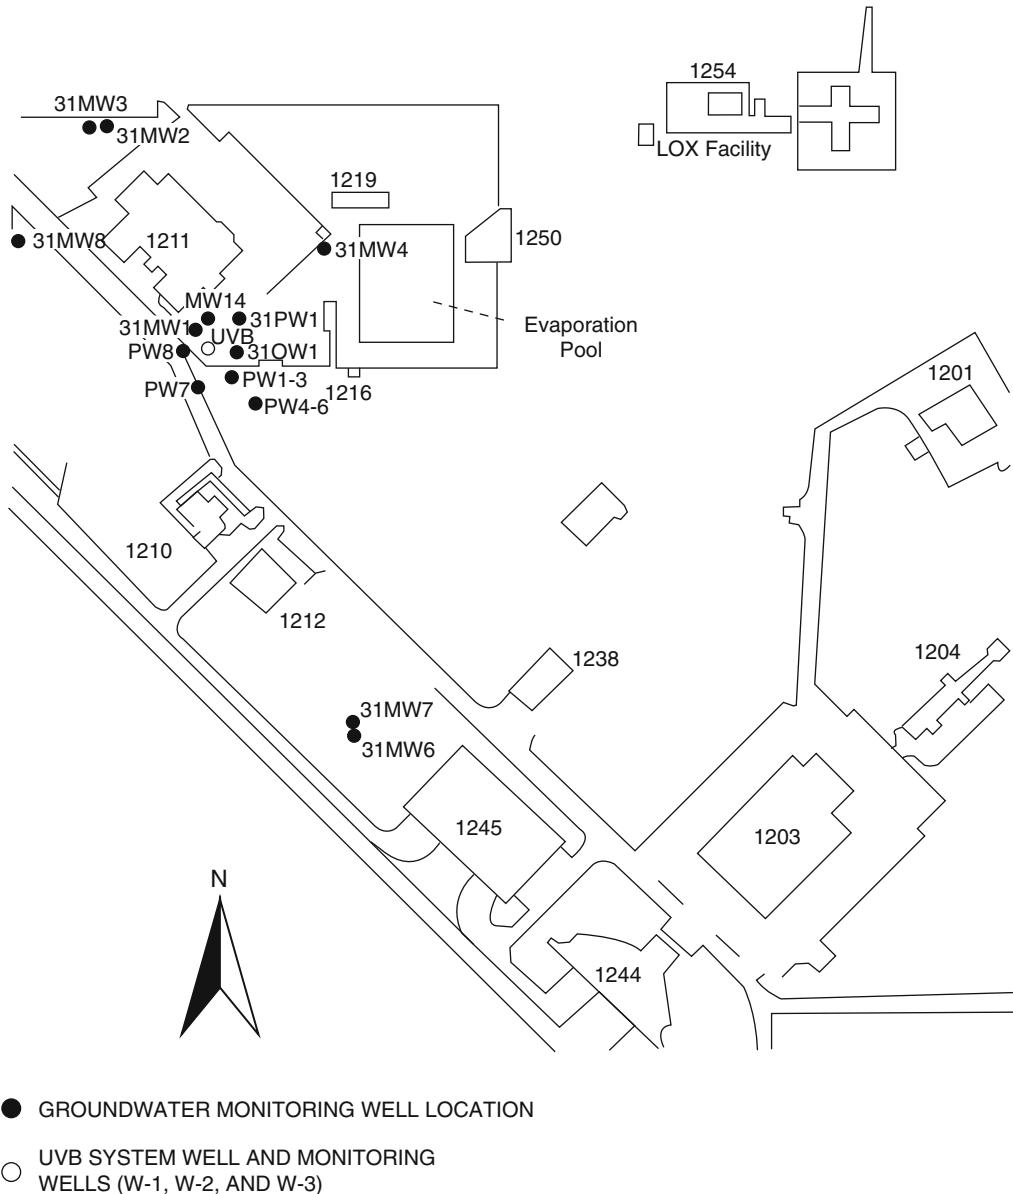 1254
31MW3
31MW2
LOX Facility
1219
31MW8
1211
31MW4
1250
MW14
31PW1
31MW1
UVB
Evaporation
Pool
PW8
31OW1
PW1-3
1216
PW7
PW4-6
1201
1210
1212
1204
1238
31MW7
31MW6
1245
1203
N
1244
GROUNDWATER MONITORING WELL LOCATION
UVB SYSTEM WELL AND MONITORING
WELLS (W-1, W-2, AND W-3)